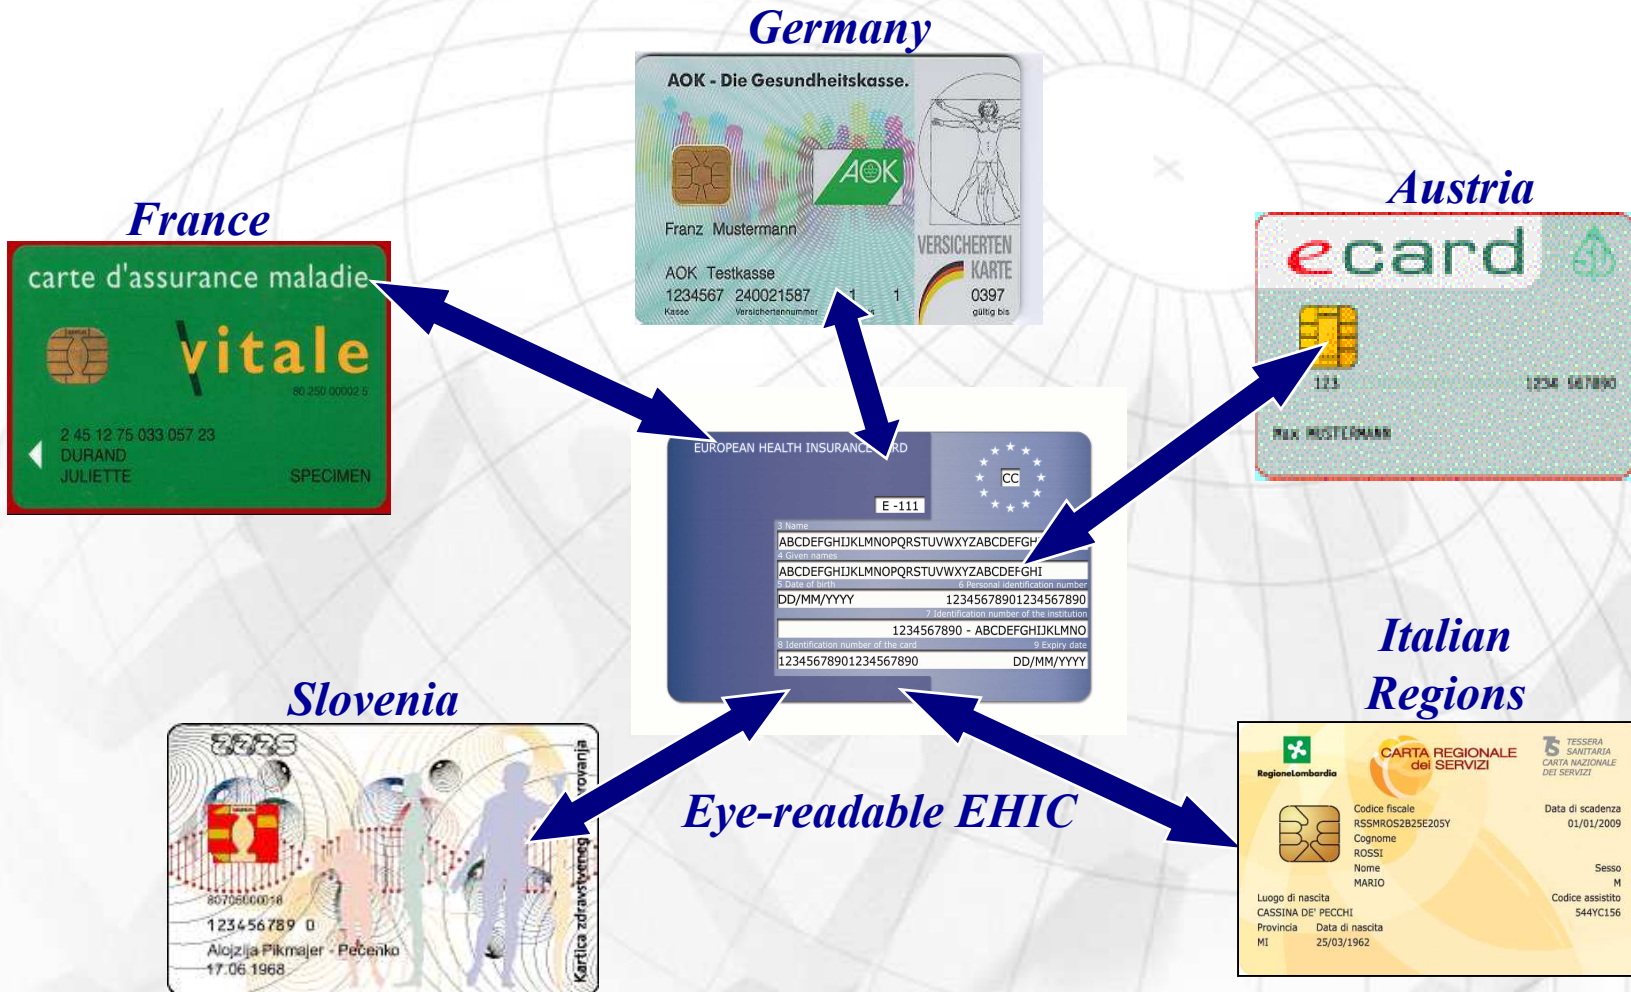 Germany
AOK - Die Gesundheitskasse.
AOK
Franz Mustermann
VERSICHERTEN
KARTE
AOK Testkasse
1234567 240021587 1 1 0397
Kasse Versichertennummer gültig bis
France
carte d'assurance maladie
vitale
80 250 00002 5
2 45 12 75 033 057 23
DURAND
JULIETTE SPECIMEN
Austria
ecard
123 1234 567890
Max MUSTERMANN
EUROPEAN HEALTH INSURANCE
CC
E -111
3 Name
ABCDEFGHIJKLMNOPQRSTUVWXYZABCDEFGH
4 Given names
ABCDEFGHIJKLMNOPQRSTUVWXYZABCDEFGHI
5 Date of birth 6 Personal identification number
DD/MM/YYYY 12345678901234567890
7 Identification number of the institution
1234567890 - ABCDEFGHIJKLMNO
8 Identification number of the card 9 Expiry date
12345678901234567890 DD/MM/YYYY
Eye-readable EHIC
Slovenia
ZZZS
80705000018
123456789 0
Alojzija Pikmajer - Pečenko
17.06.1968
Kartica
Italian
Regions
RegioneLombardia
CARTA REGIONALE
dei SERVIZI
TS TESSERA
SANITARIA
CARTA NAZIONALE
DEI SERVIZI
Codice fiscale
RSSMROS2B25E205Y
Cognome
ROSSI
Nome
MARIO
Data di scadenza
01/01/2009
Sesso
M
Luogo di nascita
CASSINA DE' PECCHI
Codice assistito
544YC156
Provincia Data di nascita
MI 25/03/1962